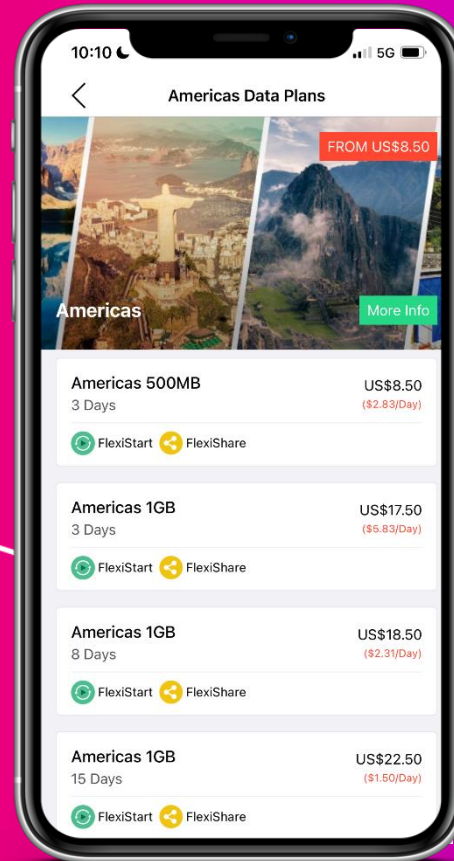 10:10
5G
Americas Data Plans
FROM US$8.50
Americas
More Info
Americas 500MB
US$8.50
3 Days
($2.83/Day)
FlexiStart FlexiShare
Americas 1GB
US$17.50
3 Days
($5.83/Day)
FlexiStart FlexiShare
Americas 1GB
US$18.50
8 Days
($2.31/Day)
FlexiStart FlexiShare
Americas 1GB
US$22.50
15 Days
($1.50/Day)
FlexiStart FlexiShare